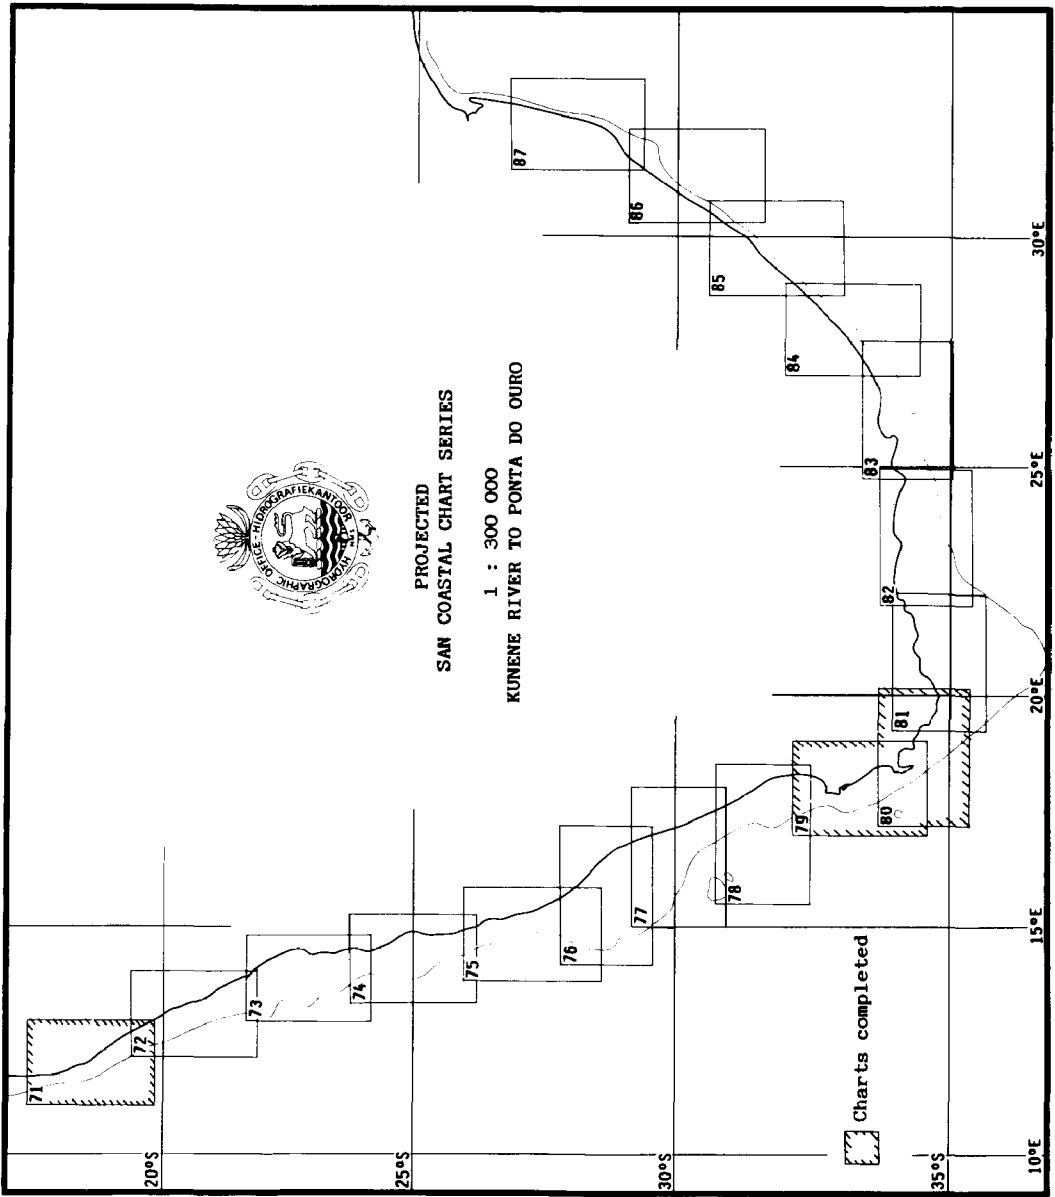 HYDROGRAPHIC OFFICE - HIDROGRAFIEKANTOOR
PROJECTED
SAN COASTAL CHART SERIES
1 : 300 000
KUNENE RIVER TO PONTA DO OURO
71
72
73
74
75
76
77
78
79
80
81
82
83
84
85
86
87
20°S
25°S
30°S
35°S
10°E
15°E
20°E
25°E
30°E
Charts completed